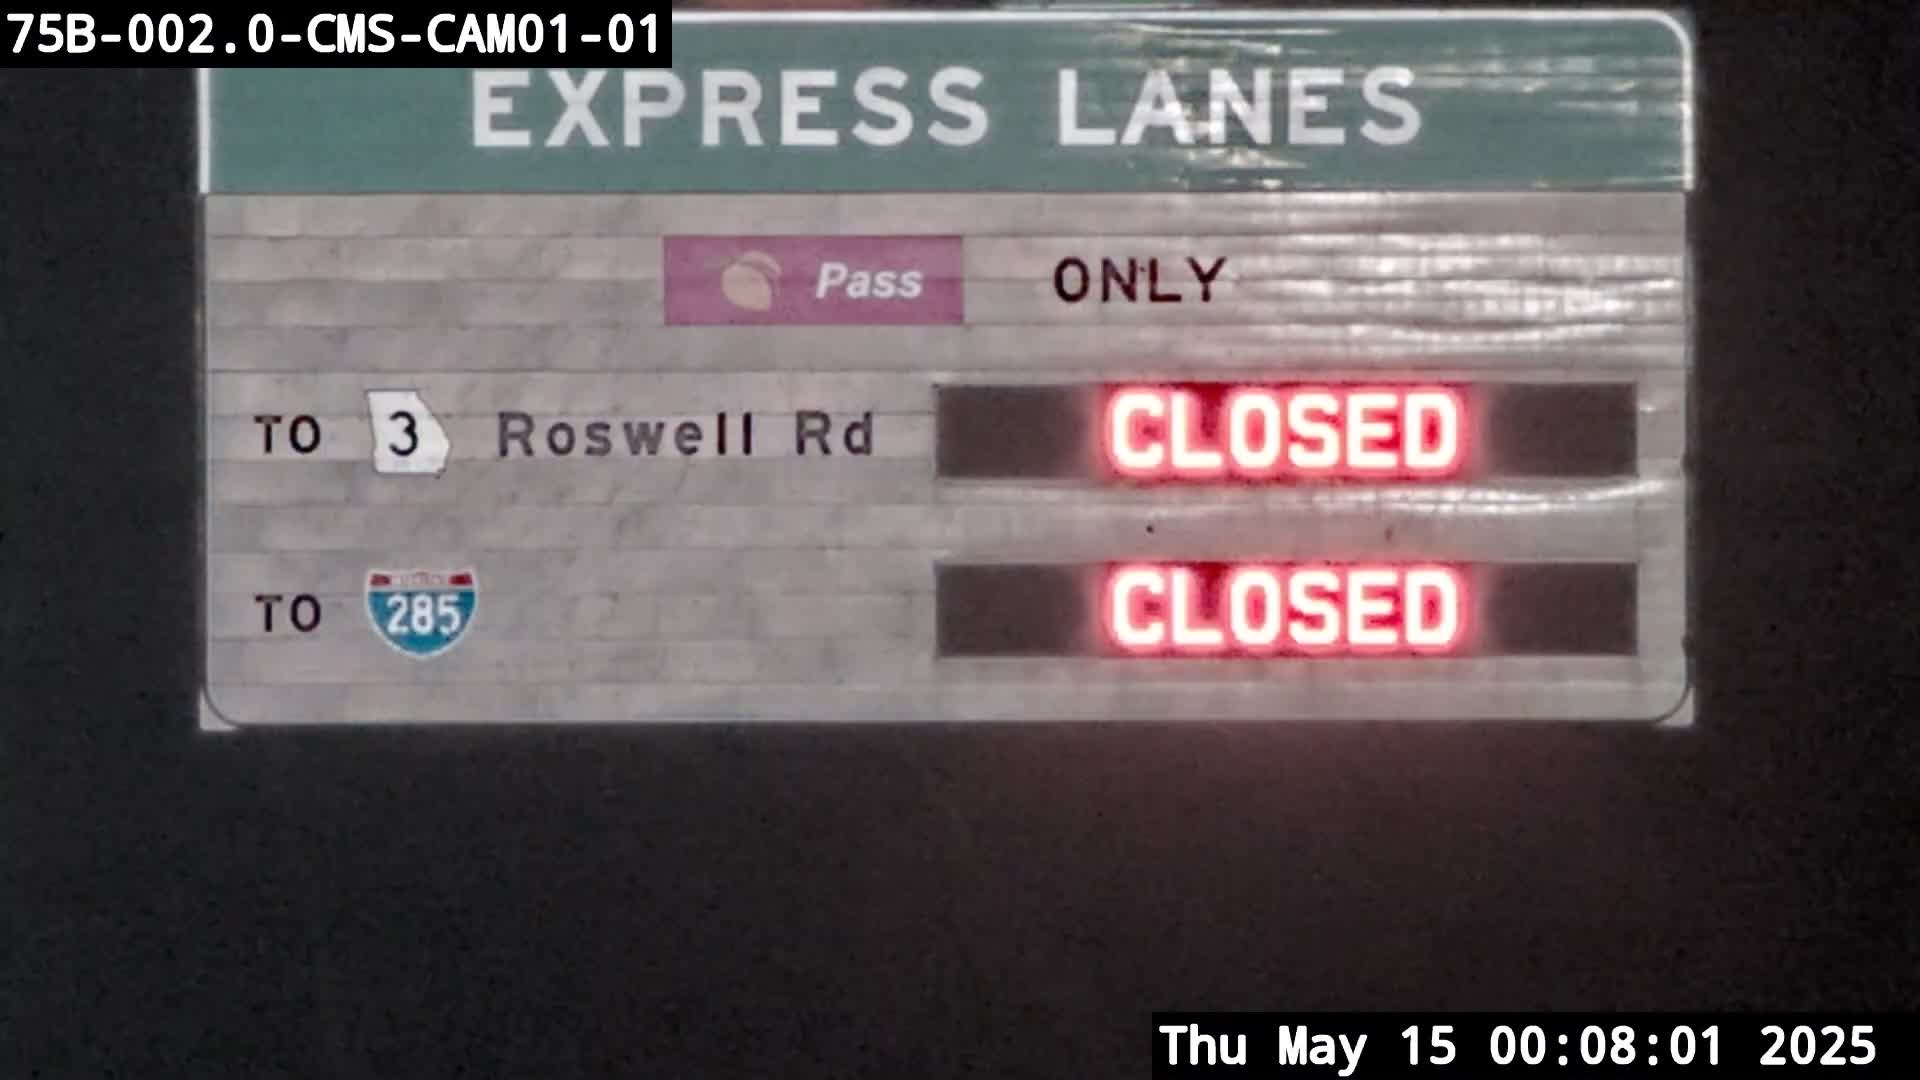 75B-002.0-CMS-CAM01-01
EXPRESS LANES
Pass ONLY
TO 3 Roswell Rd CLOSED
TO 285 CLOSED
Thu May 15 00:08:01 2025